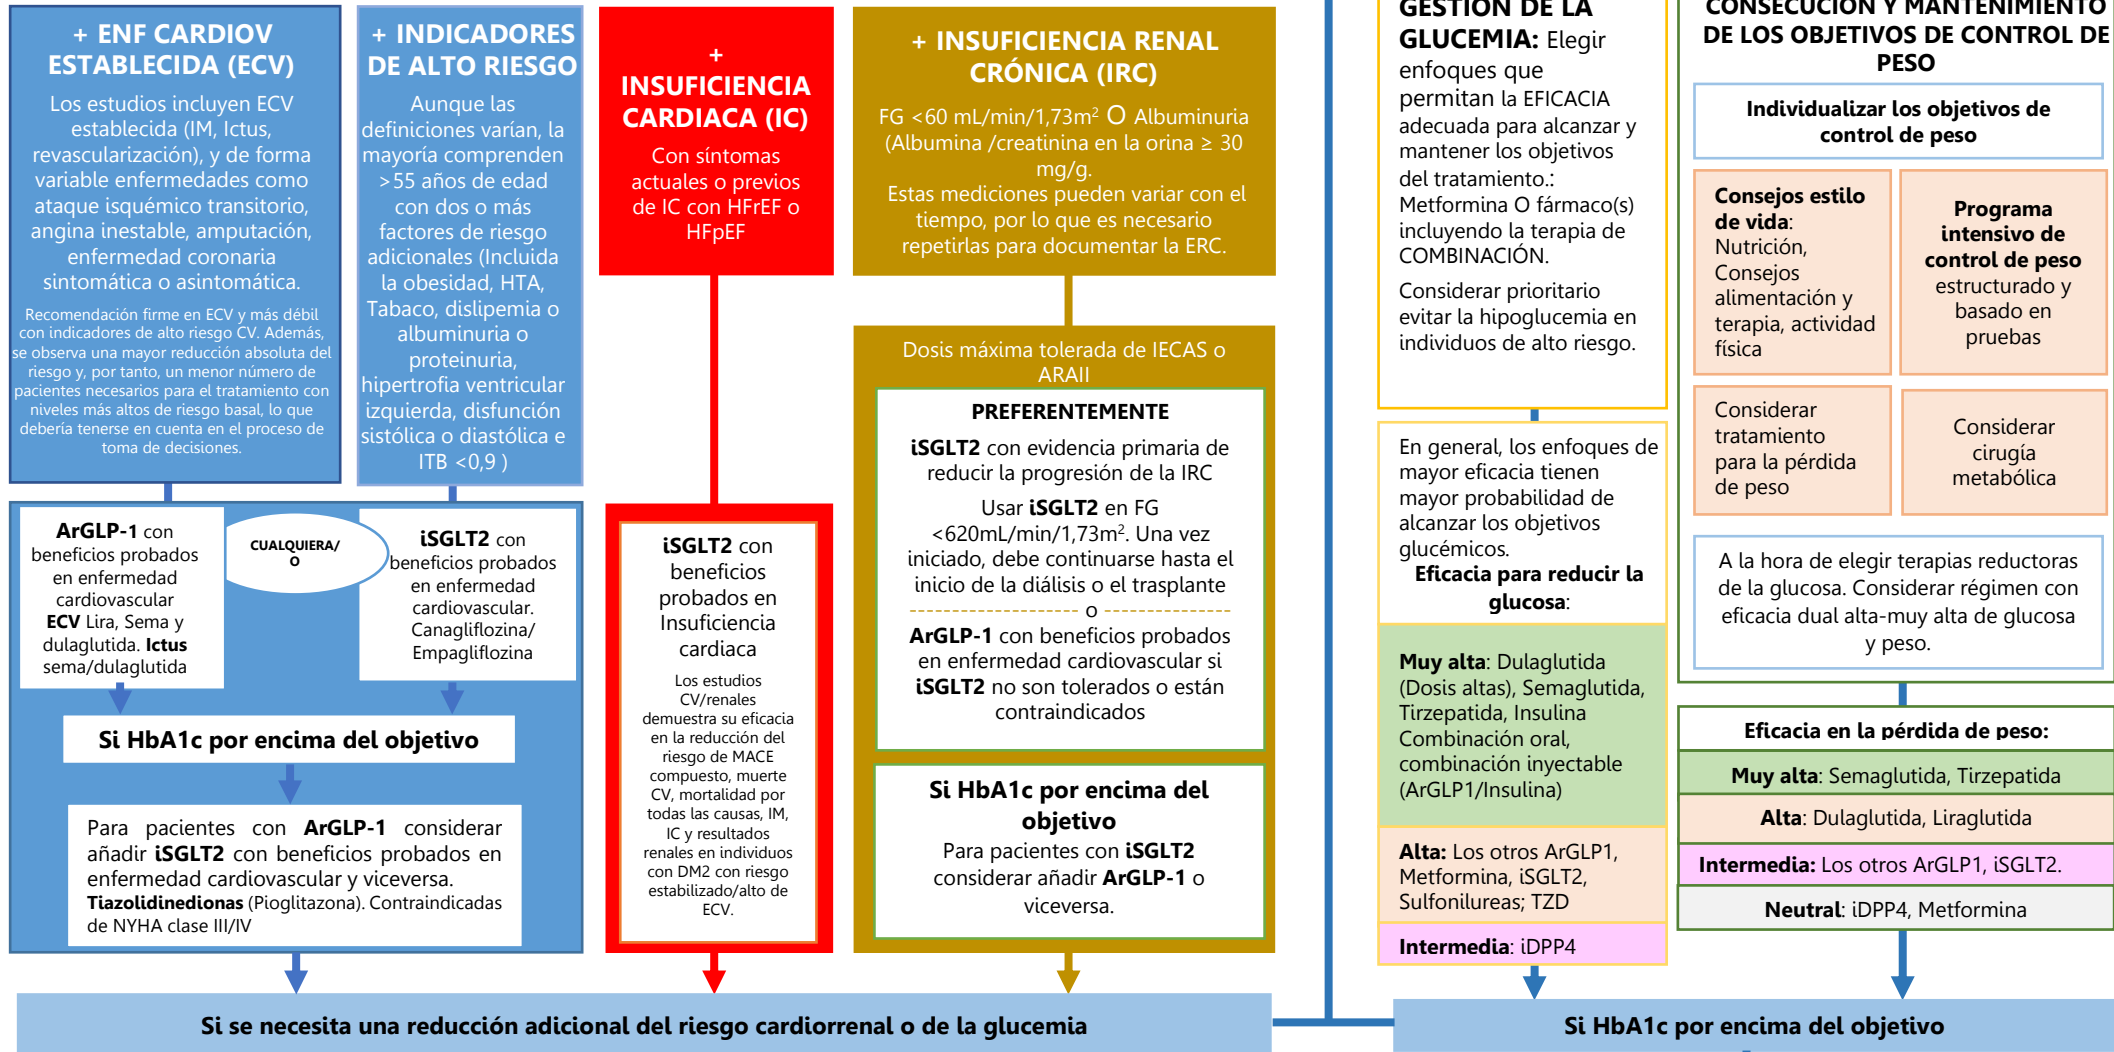 + ENF CARDIOV
ESTABLECIDA (ECV)
Los estudios incluyen ECV
establecida (IM, Ictus,
revascularización), y de forma
variable enfermedades como
ataque isquémico transitorio,
angina inestable, amputación,
enfermedad coronaria
sintomática o asintomática.
Recomendación firme en ECV y más débil
con indicadores de alto riesgo CV. Además,
se observa una mayor reducción absoluta del
riesgo y, por tanto, un menor número de
pacientes necesarios para el tratamiento con
niveles más altos de riesgo basal, lo que
debería tenerse en cuenta en el proceso de
toma de decisiones.
+ INDICADORES
DE ALTO RIESGO
Aunque las
definiciones varían, la
mayoría comprenden
>55 años de edad
con dos o más
factores de riesgo
adicionales (Incluida
la obesidad, HTA,
Tabaco, dislipemia o
albuminuria o
proteinuria,
hipertrofia ventricular
izquierda, disfunción
sistólica o diastólica e
ITB <0,9 )
ArGLP-1 con
beneficios probados
en enfermedad
cardiovascular
ECV Lira, Sema y
dulaglutida. Ictus
sema/dulaglutida
CUALQUIERA/
O
iSGLT2 con
beneficios probados
en enfermedad
cardiovascular.
Canagliflozina/
Empagliflozina
Si HbA1c por encima del objetivo
Para pacientes con ArGLP-1 considerar
añadir iSGLT2 con beneficios probados en
enfermedad cardiovascular y viceversa.
Tiazolidinedionas (Pioglitazona). Contraindicadas
de NYHA clase III/IV
+
INSUFICIENCIA
CARDIACA (IC)
Con síntomas
actuales o previos
de IC con HFrEF o
HFpEF
iSGLT2 con
beneficios
probados en
Insuficiencia
cardiaca
Los estudios
CV/renales
demuestra su eficacia
en la reducción del
riesgo de MACE
compuesto, muerte
CV, mortalidad por
todas las causas, IM,
IC y resultados
renales en individuos
con DM2 con riesgo
estabilizado/alto de
ECV.
+ INSUFICIENCIA RENAL
CRÓNICA (IRC)
FG <60 mL/min/1,73m² O Albuminuria
(Albumina /creatinina en la orina ≥ 30
mg/g.
Estas mediciones pueden variar con el
tiempo, por lo que es necesario
repetirlas para documentar la ERC.
Dosis máxima tolerada de IECAS o
ARAII
PREFERENTEMENTE
iSGLT2 con evidencia primaria de
reducir la progresión de la IRC
Usar iSGLT2 en FG
<620mL/min/1,73m². Una vez
iniciado, debe continuarse hasta el
inicio de la diálisis o el trasplante
-------------------- o ---------------
ArGLP-1 con beneficios probados
en enfermedad cardiovascular si
iSGLT2 no son tolerados o están
contraindicados
Si HbA1c por encima del
objetivo
Para pacientes con iSGLT2
considerar añadir ArGLP-1 o
viceversa.
Si se necesita una reducción adicional del riesgo cardiorrenal o de la glucemia
GESTIÓN DE LA
GLUCEMIA: Elegir
enfoques que
permitan la EFICACIA
adecuada para alcanzar y
mantener los objetivos
del tratamiento.:
Metformina O fármaco(s)
incluyendo la terapia de
COMBINACIÓN.
Considerar prioritario
evitar la hipoglucemia en
individuos de alto riesgo.
En general, los enfoques de
mayor eficacia tienen
mayor probabilidad de
alcanzar los objetivos
glucémicos.
Eficacia para reducir la
glucosa:
Muy alta: Dulaglutida
(Dosis altas), Semaglutida,
Tirzepatida, Insulina
Combinación oral,
combinación inyectable
(ArGLP1/Insulina)
Alta: Los otros ArGLP1,
Metformina, iSGLT2,
Sulfonilureas; TZD
Intermedia: iDPP4
CONSECUCIÓN Y MANTENIMIENTO
DE LOS OBJETIVOS DE CONTROL DE
PESO
Individualizar los objetivos de
control de peso
Consejos estilo
de vida:
Nutrición,
Consejos
alimentación y
terapia, actividad
física
Programa
intensivo de
control de peso
estructurado y
basado en
pruebas
Considerar
tratamiento
para la pérdida
de peso
Considerar
cirugía
metabólica
A la hora de elegir terapias reductoras
de la glucosa. Considerar régimen con
eficacia dual alta-muy alta de glucosa
y peso.
Eficacia en la pérdida de peso:
Muy alta: Semaglutida, Tirzepatida
Alta: Dulaglutida, Liraglutida
Intermedia: Los otros ArGLP1, iSGLT2.
Neutral: iDPP4, Metformina
Si HbA1c por encima del objetivo